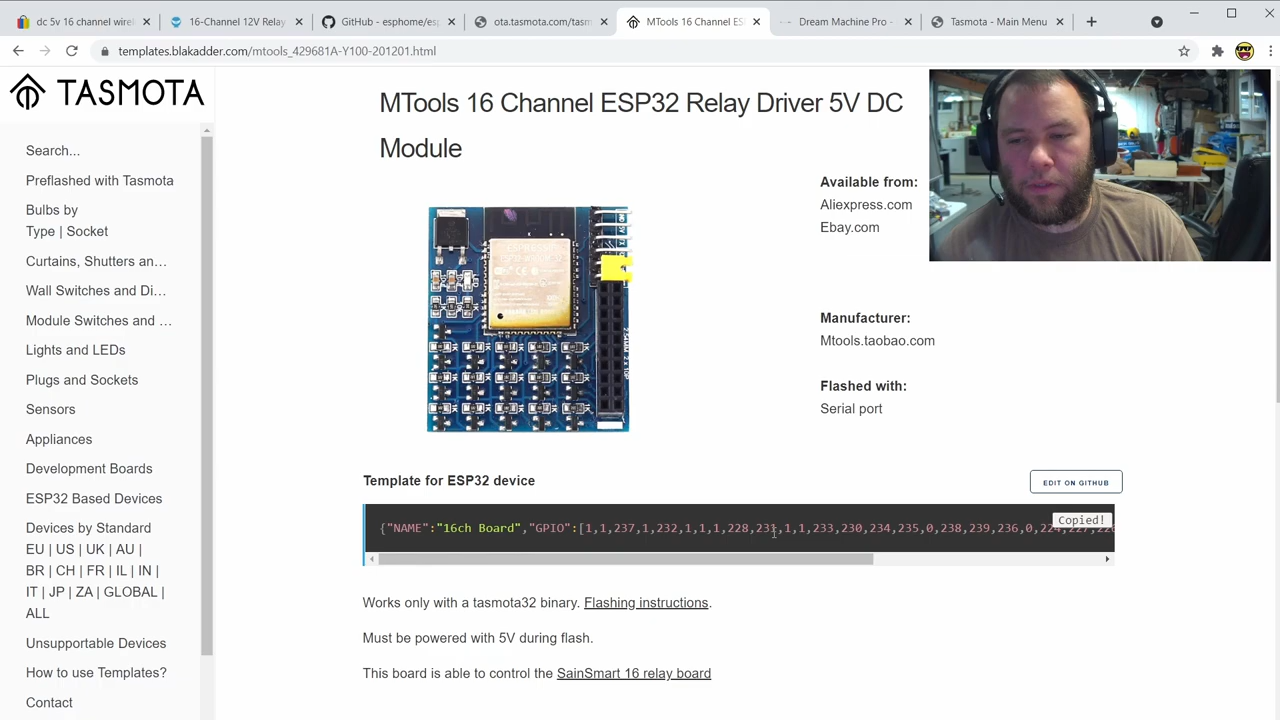 dc 5v 16 channel wirele
16-Channel 12V Relay
GitHub - esphome/esp
ota.tasmota.com/tasm
MTools 16 Channel ESP
Dream Machine Pro -
Tasmota - Main Menu
templates.blakadder.com/mtools_429681A-Y100-201201.html
TASMOTA
Search...
Preflashed with Tasmota
Bulbs by
Type | Socket
Curtains, Shutters an...
Wall Switches and Di...
Module Switches and ...
Lights and LEDs
Plugs and Sockets
Sensors
Appliances
Development Boards
ESP32 Based Devices
Devices by Standard
EU | US | UK | AU |
BR | CH | FR | IL | IN |
IT | JP | ZA | GLOBAL |
ALL
Unsupportable Devices
How to use Templates?
Contact
MTools 16 Channel ESP32 Relay Driver 5V DC
Module
Available from:
Aliexpress.com
Ebay.com
Manufacturer:
Mtools.taobao.com
Flashed with:
Serial port
Template for ESP32 device
EDIT ON GITHUB
Copied!
{"NAME":"16ch Board","GPIO":[1,1,237,1,232,1,1,1,228,231,1,1,233,230,234,235,0,238,239,236,0,224,227,226
Works only with a tasmota32 binary. Flashing instructions.
Must be powered with 5V during flash.
This board is able to control the SainSmart 16 relay board